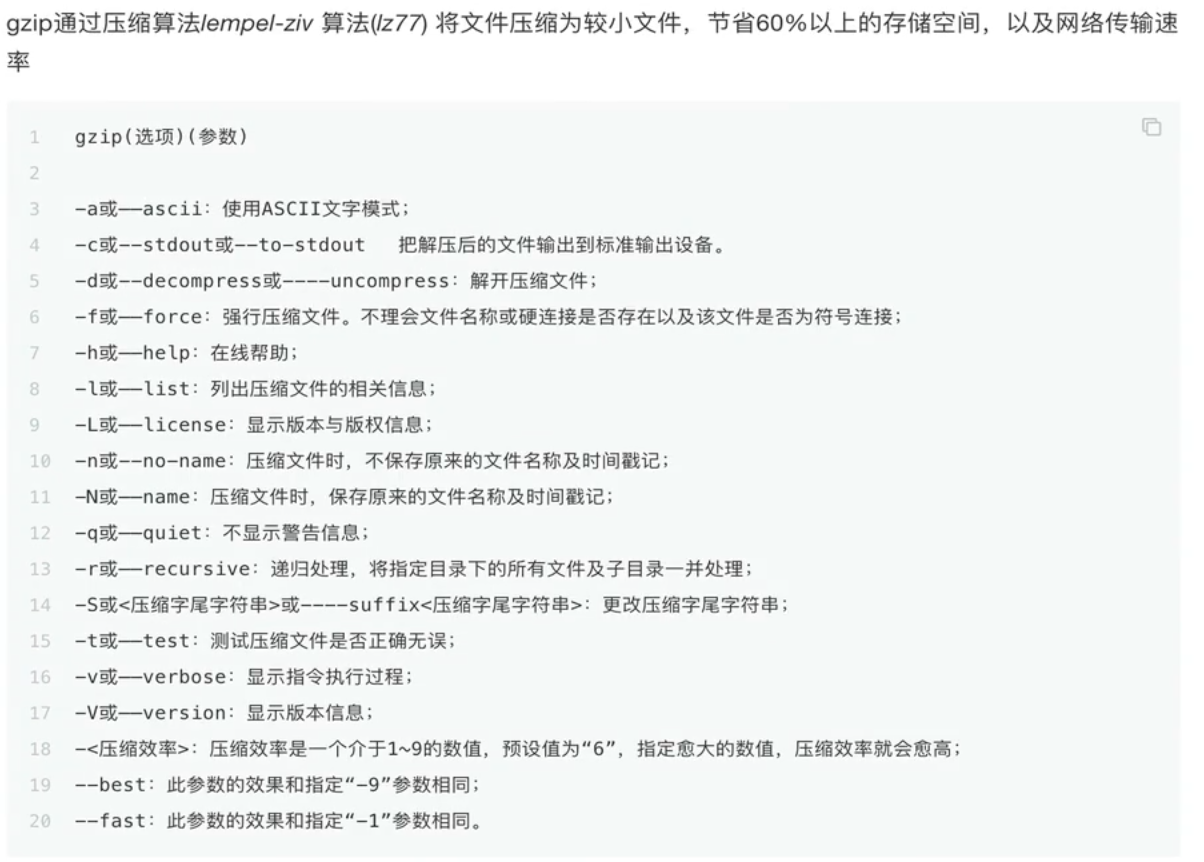 gzip通过压缩算法lempel-ziv 算法(lz77) 将文件压缩为较小文件，节省60%以上的存储空间，以及网络传输速
率
1 gzip(选项)(参数)
2
3 -a或——ascii：使用ASCII文字模式；
4 -c或--stdout或--to-stdout   把解压后的文件输出到标准输出设备。
5 -d或--decompress或----uncompress：解开压缩文件；
6 -f或——force：强行压缩文件。不理会文件名称或硬连接是否存在以及该文件是否为符号连接；
7 -h或——help：在线帮助；
8 -l或——list：列出压缩文件的相关信息；
9 -L或——license：显示版本与版权信息；
10 -n或--no-name：压缩文件时，不保存原来的文件名称及时间戳记；
11 -N或——name：压缩文件时，保存原来的文件名称及时间戳记；
12 -q或——quiet：不显示警告信息；
13 -r或——recursive：递归处理，将指定目录下的所有文件及子目录一并处理；
14 -S或<压缩字尾字符串>或----suffix<压缩字尾字符串>：更改压缩字尾字符串；
15 -t或——test：测试压缩文件是否正确无误；
16 -v或——verbose：显示指令执行过程；
17 -V或——version：显示版本信息；
18 -<压缩效率>：压缩效率是一个介于1~9的数值，预设值为“6”，指定愈大的数值，压缩效率就会愈高；
19 --best：此参数的效果和指定“-9”参数相同；
20 --fast：此参数的效果和指定“-1”参数相同。